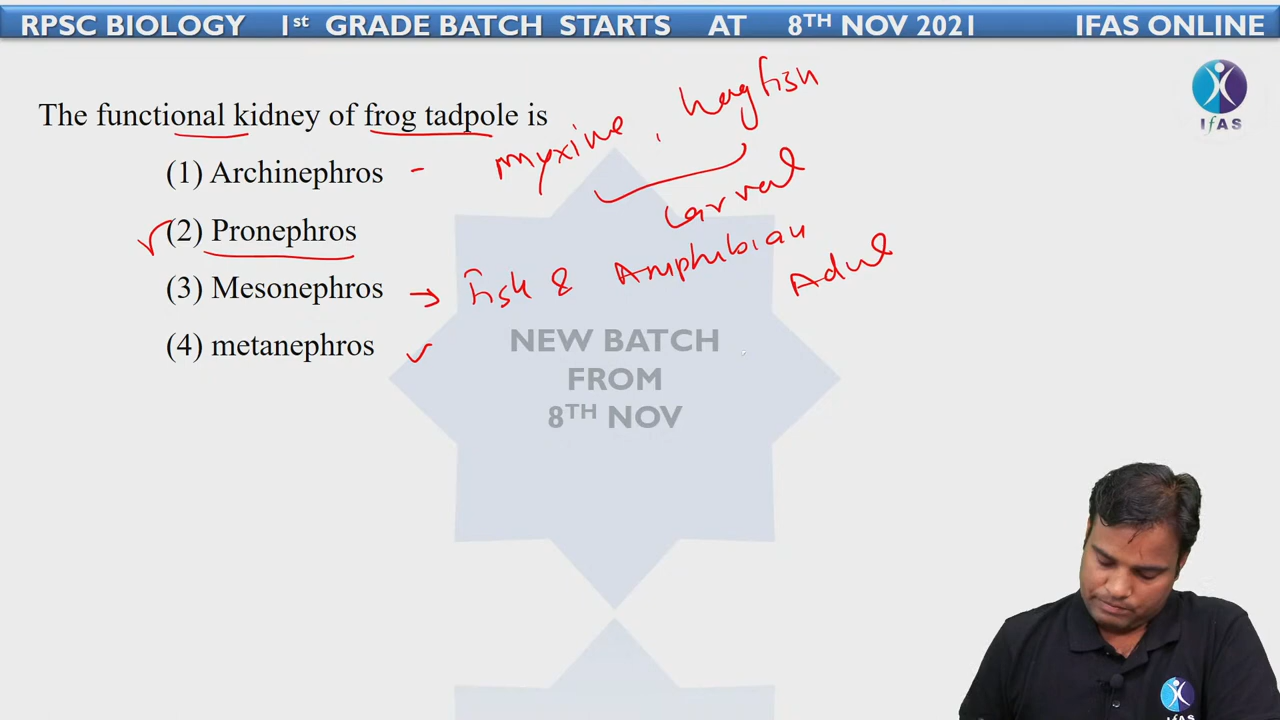 RPSC BIOLOGY 1st GRADE BATCH STARTS AT 8TH NOV 2021 IFAS ONLINE
IfAS
The functional kidney of frog tadpole is
Myxine, hagfish
(1) Archinephros -
Larval
(2) Pronephros
(3) Mesonephros → Fish & Amphibian Adul
(4) metanephros
NEW BATCH
FROM
8TH NOV
IFAS